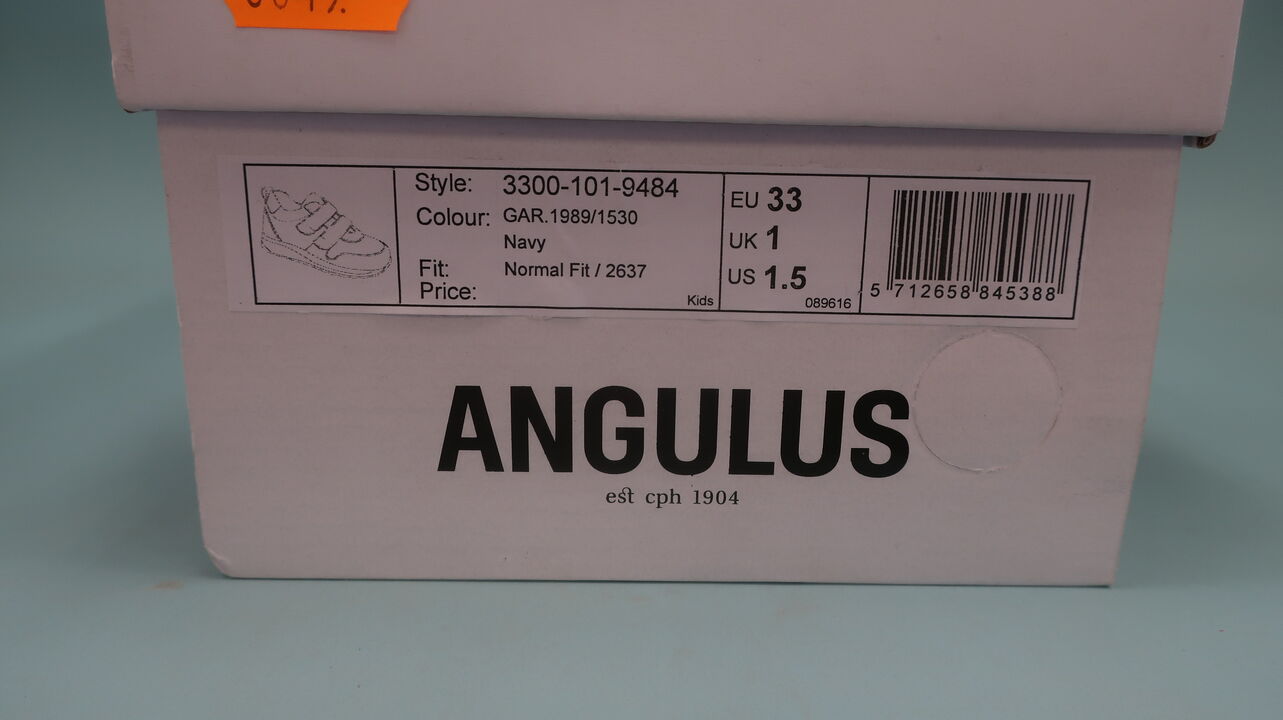 Style: 3300-101-9484
Colour: GAR.1989/1530
Navy
Fit: Normal Fit / 2637
Price:
Kids
EU 33
UK 1
US 1.5
089616
5 712658 845388
ANGULUS
est cph 1904